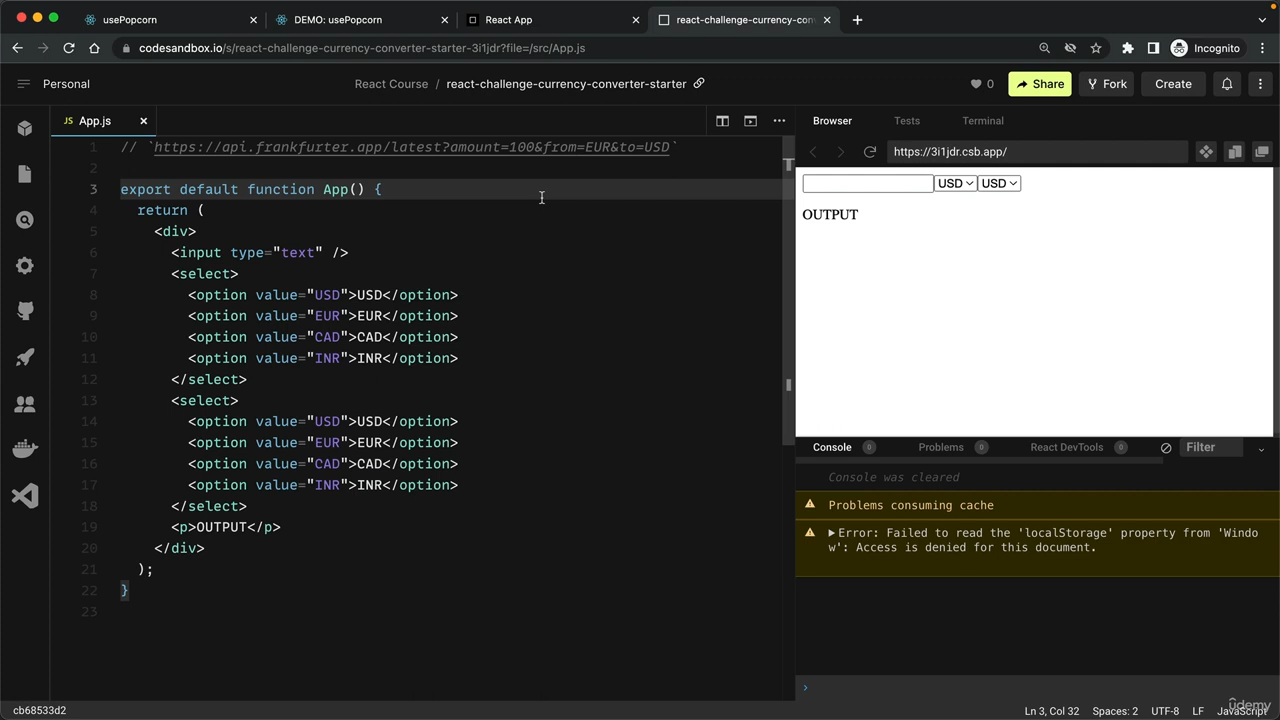 usePopcorn
DEMO: usePopcorn
React App
react-challenge-currency-con
codesandbox.io/s/react-challenge-currency-converter-starter-3i1jdr?file=/src/App.js
Incognito
Personal
React Course / react-challenge-currency-converter-starter
0
Share
Fork
Create
JS App.js
1 // `https://api.frankfurter.app/latest?amount=100&from=EUR&to=USD`
2
3 export default function App() {
4 return (
5 <div>
6 <input type="text" />
7 <select>
8 <option value="USD">USD</option>
9 <option value="EUR">EUR</option>
10 <option value="CAD">CAD</option>
11 <option value="INR">INR</option>
12 </select>
13 <select>
14 <option value="USD">USD</option>
15 <option value="EUR">EUR</option>
16 <option value="CAD">CAD</option>
17 <option value="INR">INR</option>
18 </select>
19 <p>OUTPUT</p>
20 </div>
21 );
22 }
23
Browser Tests Terminal
https://3i1jdr.csb.app/
USD USD
OUTPUT
Console 0 Problems 0 React DevTools 0 Filter
Console was cleared
Problems consuming cache
▶Error: Failed to read the 'localStorage' property from 'Windo
w': Access is denied for this document.
›
cb68533d2
Ln 3, Col 32 Spaces: 2 UTF-8 LF JavaScript
ûdemy